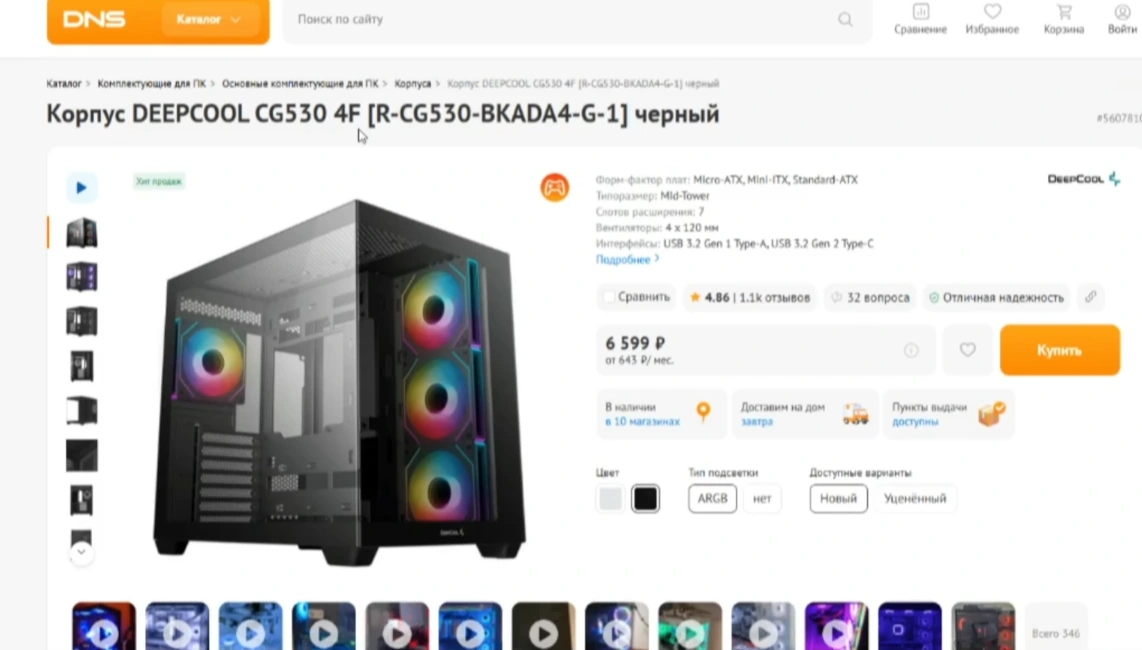 DNS
Каталог
Поиск по сайту
Сравнение
Избранное
Корзина
Войти
Каталог > Комплектующие для ПК > Основные комплектующие для ПК > Корпуса > Корпус DEEPCOOL CG530 4F [R-CG530-BKADA4-G-1] черный
Корпус DEEPCOOL CG530 4F [R-CG530-BKADA4-G-1] черный
#5607810
Хит продаж
Форм-фактор плат: Micro-ATX, Mini-ITX, Standard-ATX
Типоразмер: Mid-Tower
Слотов расширения: 7
Вентиляторы: 4 x 120 мм
Интерфейсы: USB 3.2 Gen 1 Type-A, USB 3.2 Gen 2 Type-C
Подробнее >
DEEPCOOL
Сравнить
4.86 | 1.1k отзывов
32 вопроса
Отличная надежность
6 599 ₽
от 643 ₽/ мес.
Купить
В наличии
в 10 магазинах
Доставим на дом
завтра
Пункты выдачи
доступны
Цвет
Тип подсветки
ARGB
нет
Доступные варианты
Новый
Уценённый
Всего 346